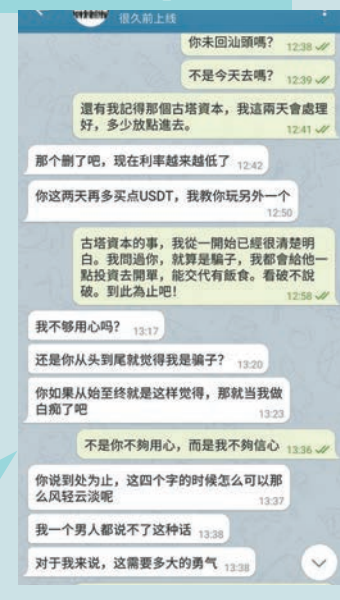 很久前上线
你未回汕頭嗎？ 12:38
不是今天去嗎？ 12:39
還有我記得那個古塔資本，我這兩天會處理
好，多少放點進去。
12:41
那个删了吧，现在利率越来越低了 12:42
你这两天再多买点USDT，我教你玩另外一个
12:50
古塔資本的事，我從一開始已經很清楚明
白。我問過你，就算是騙子，我都會給他一
點投資去開單，能交代有飯食。看破不說
破。到此為止吧！
12:58
我不够用心吗？ 13:17
还是你从头到尾就觉得我是骗子？ 13:20
你如果从始至终就是这样觉得，那就当我做
白痴了吧
13:23
不是你不夠用心，而是我不夠信心 13:36
你说到处为止，这四个字的时候怎么可以那
么风轻云淡呢
13:37
我一个男人都说不了这种话 13:38
对于我来说，这需要多大的勇气 13:38